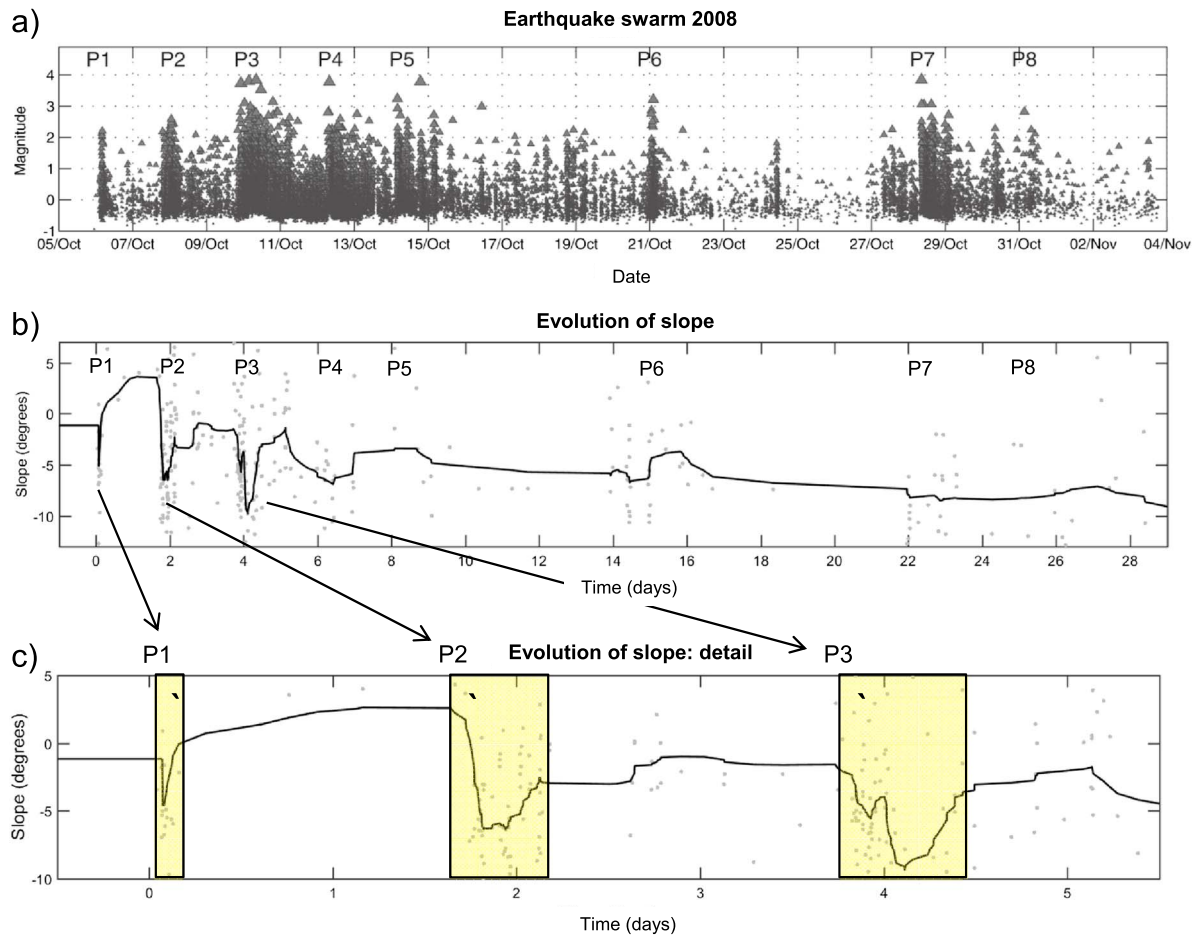 a)
Earthquake swarm 2008
P1 P2 P3 P4 P5 P6 P7 P8
4
3
2
1
0
-1
Magnitude
05/Oct 07/Oct 09/Oct 11/Oct 13/Oct 15/Oct 17/Oct 19/Oct 21/Oct 23/Oct 25/Oct 27/Oct 29/Oct 31/Oct 02/Nov 04/Nov
Date
b)
Evolution of slope
P1 P2 P3 P4 P5 P6 P7 P8
5
0
-5
-10
Slope (degrees)
0 2 4 6 8 10 12 14 16 18 20 22 24 26 28
Time (days)
c)
P1 P2 Evolution of slope: detail P3
5
0
-5
-10
Slope (degrees)
0 1 2 3 4 5
Time (days)